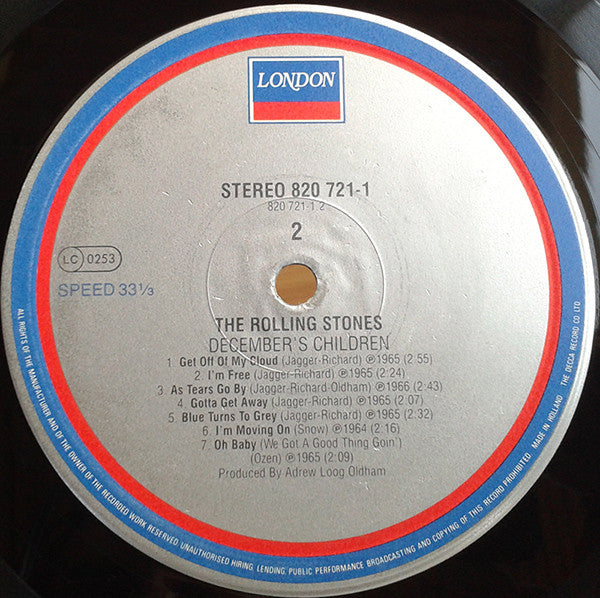 LONDON
STEREO 820 721-1
820 721-1 2
2
LC 0253
SPEED 33⅓
THE ROLLING STONES
DECEMBER'S CHILDREN
1. Get Off Of My Cloud (Jagger-Richard) ℗1965 (2:55)
2. I'm Free (Jagger-Richard) ℗1965 (2:24)
3. As Tears Go By (Jagger-Richard-Oldham) ℗1966 (2:43)
4. Gotta Get Away (Jagger-Richard) ℗1965 (2:07)
5. Blue Turns To Grey (Jagger-Richard) ℗1965 (2:32)
6. I'm Moving On (Snow) ℗1964 (2:16)
7. Oh Baby (We Got A Good Thing Goin')
(Ozen) ℗1965 (2:09)
Produced By Adrew Loog Oldham
ALL RIGHTS OF THE MANUFACTURER AND OF THE OWNER OF THE RECORDED WORK RESERVED. UNAUTHORISED HIRING, LENDING, PUBLIC PERFORMANCE BROADCASTING AND COPYING OF THIS RECORD PROHIBITED. MADE IN HOLLAND THE DECCA RECORD CO LTD